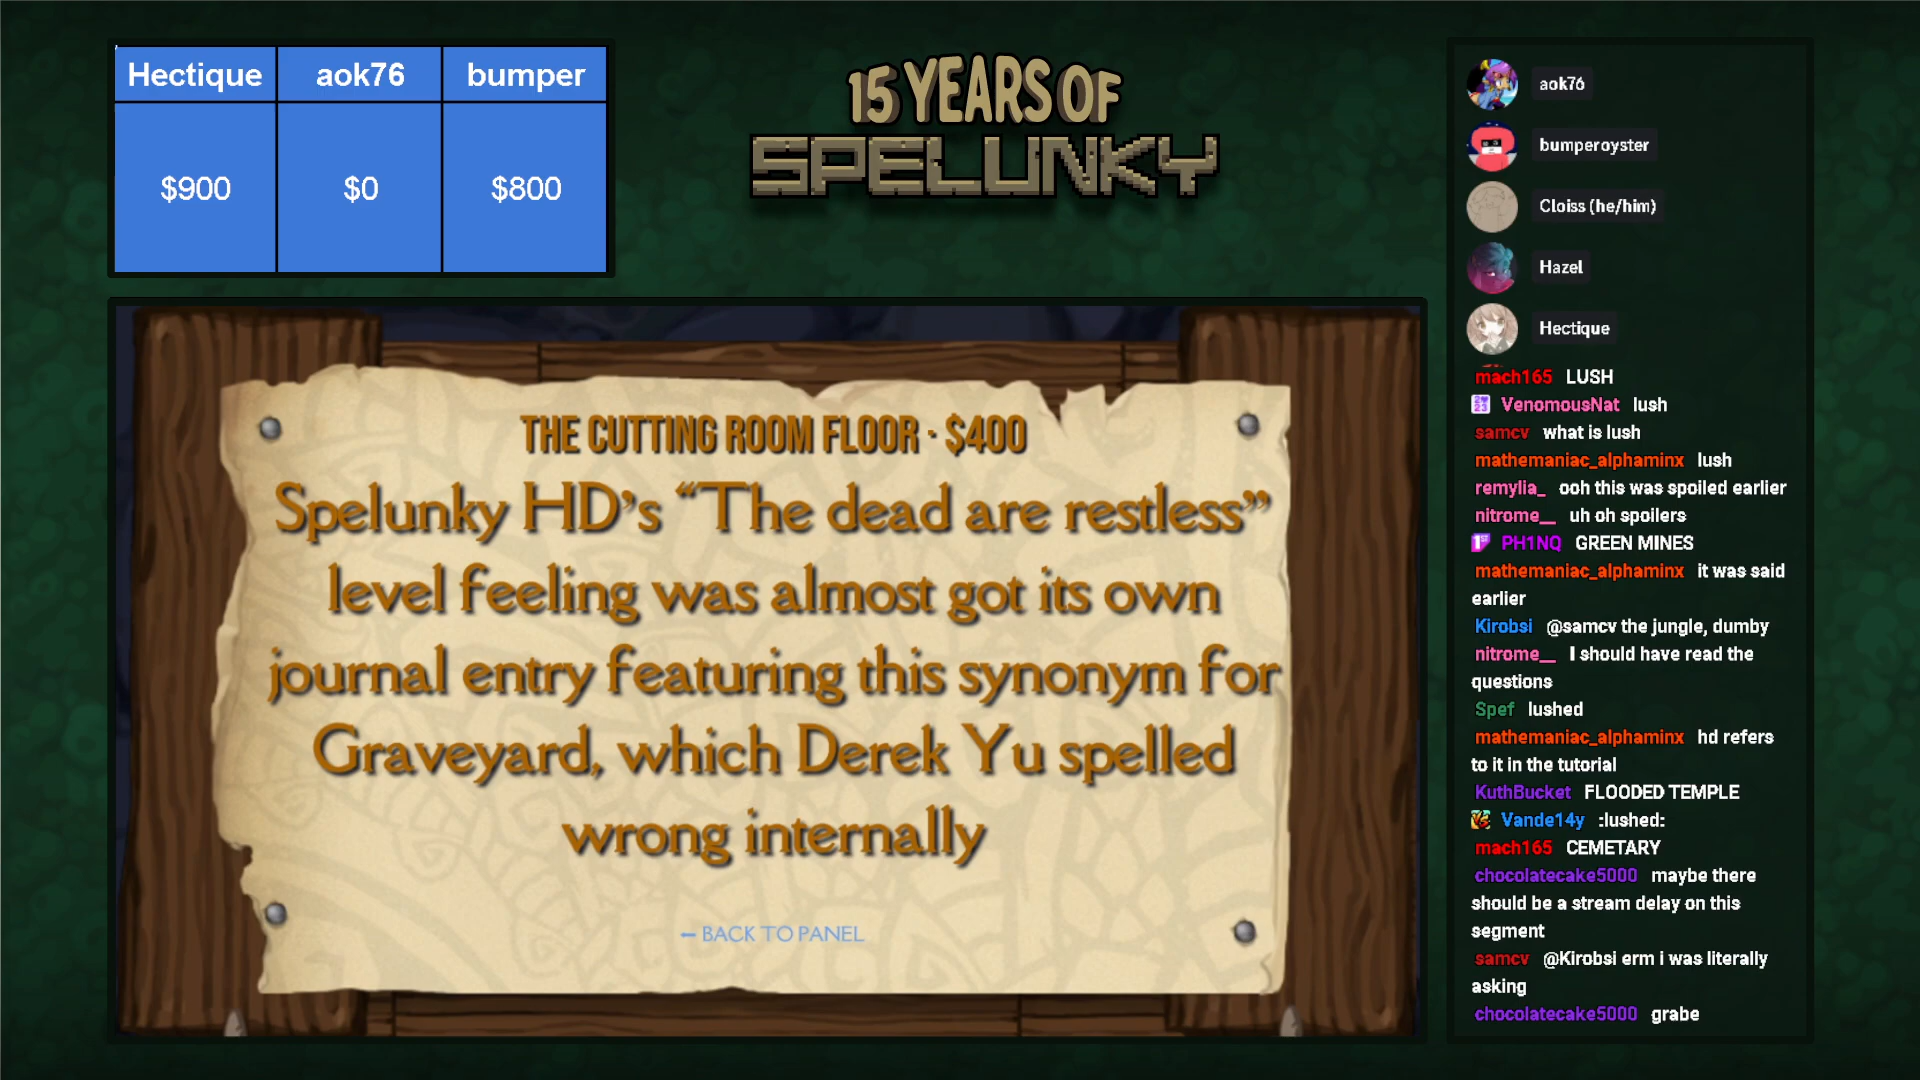 Hectique aok76 bumper
$900 $0 $800
15 YEARS OF
SPELUNKY
THE CUTTING ROOM FLOOR · $400
Spelunky HD's “The dead are restless”
level feeling was almost got its own
journal entry featuring this synonym for
Graveyard, which Derek Yu spelled
wrong internally
← BACK TO PANEL
aok76
bumperoyster
Cloiss (he/him)
Hazel
Hectique
mach165 LUSH
VenomousNat lush
samcv what is lush
mathemaniac_alphaminx lush
remylia_ ooh this was spoiled earlier
nitrome__ uh oh spoilers
PH1NQ GREEN MINES
mathemaniac_alphaminx it was said
earlier
Kirobsi @samcv the jungle, dumby
nitrome__ I should have read the
questions
Spef lushed
mathemaniac_alphaminx hd refers
to it in the tutorial
KuthBucket FLOODED TEMPLE
Vande14y :lushed:
mach165 CEMETARY
chocolatecake5000 maybe there
should be a stream delay on this
segment
samcv @Kirobsi erm i was literally
asking
chocolatecake5000 grabe